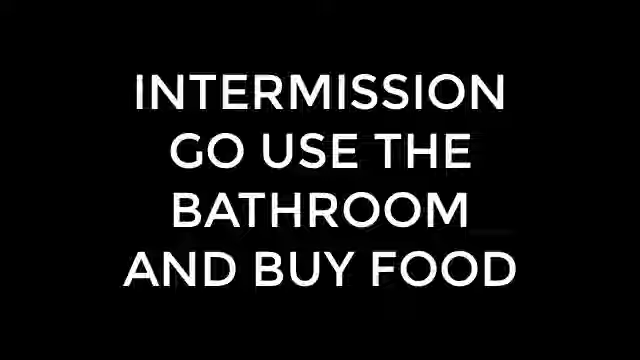 INTERMISSION
GO USE THE
BATHROOM
AND BUY FOOD